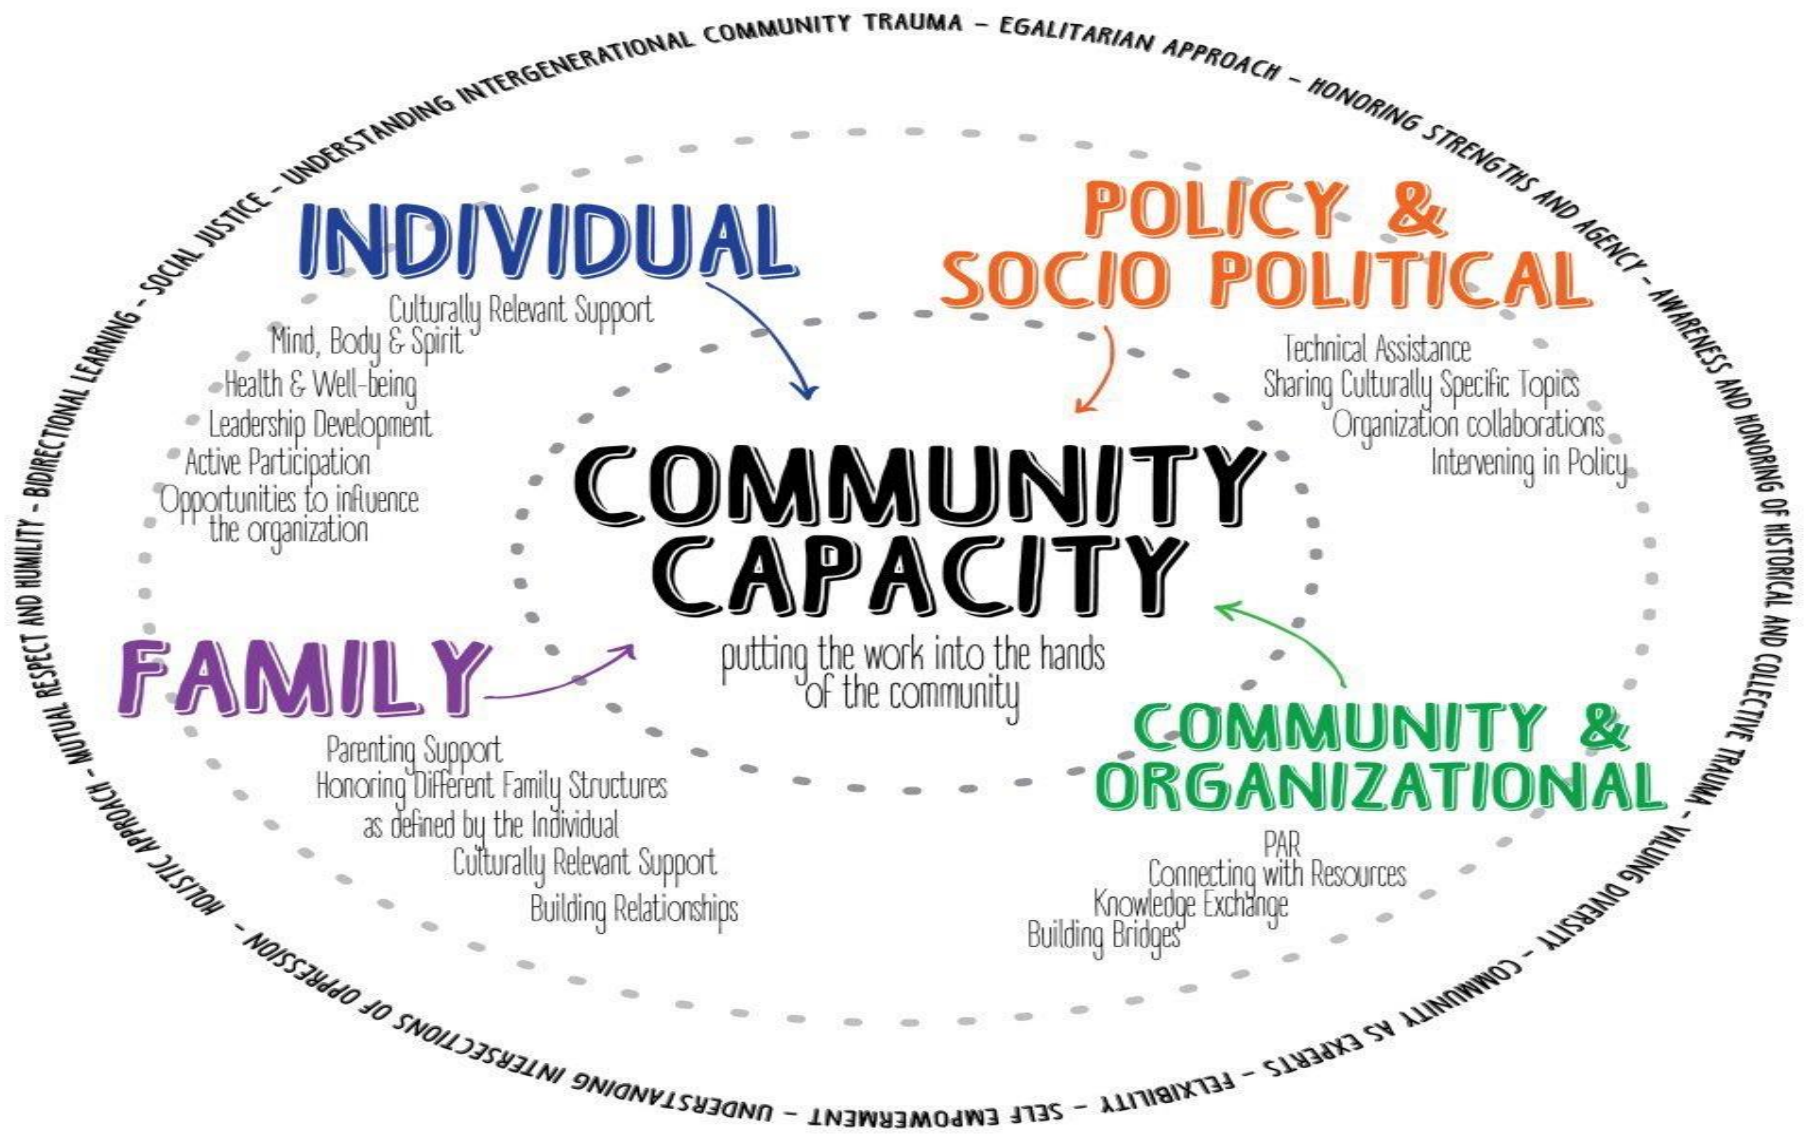 UNDERSTANDING INTERGENERATIONAL COMMUNITY TRAUMA – EGALITARIAN APPROACH – HONORING STRENGTHS AND AGENCY – AWARENESS AND HONORING OF HISTORICAL AND COLLECTIVE TRAUMA – VALUING DIVERSITY – COMMUNITY AS EXPERTS – FELXIBILITY – SELF EMPOWERMENT – UNDERSTANDING INTERSECTIONS OF OPPRESSION – HOLISTIC APPROACH – MUTUAL RESPECT AND HUMILITY – BIDIRECTIONAL LEARNING – SOCIAL JUSTICE –
INDIVIDUAL
Culturally Relevant Support
Mind, Body & Spirit
Health & Well-being
Leadership Development
Active Participation
Opportunities to influence
the organization
POLICY &
SOCIO POLITICAL
Technical Assistance
Sharing Culturally Specific Topics
Organization collaborations
Intervening in Policy
COMMUNITY
CAPACITY
putting the work into the hands
of the community
FAMILY
Parenting Support
Honoring Different Family Structures
as defined by the Individual
Culturally Relevant Support
Building Relationships
COMMUNITY &
ORGANIZATIONAL
PAR
Connecting with Resources
Knowledge Exchange
Building Bridges